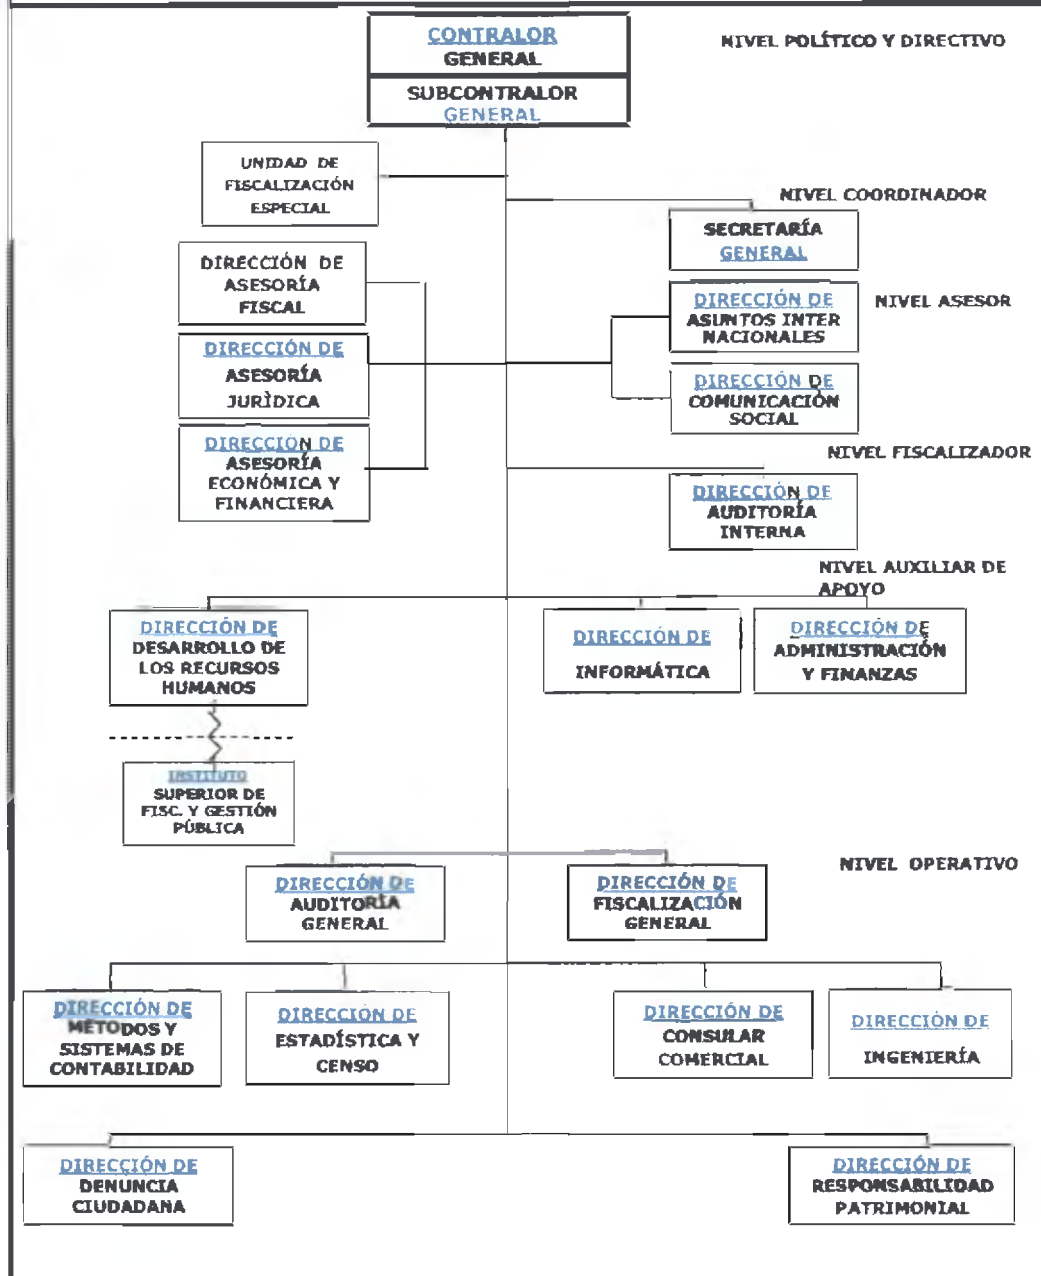 CONTRALOR
GENERAL
NIVEL POLÍTICO Y DIRECTIVO
SUBCONTRALOR
GENERAL
UNIDAD DE
FISCALIZACIÓN
ESPECIAL
NIVEL COORDINADOR
SECRETARÍA
GENERAL
DIRECCIÓN DE
ASESORÍA
FISCAL
DIRECCIÓN DE
ASUNTOS INTER
NACIONALES
NIVEL ASESOR
DIRECCIÓN DE
ASESORÍA
JURÌDICA
DIRECCIÓN DE
COMUNICACIÓN
SOCIAL
DIRECCIÓN DE
ASESORÍA
ECONÓMICA Y
FINANCIERA
NIVEL FISCALIZADOR
DIRECCIÓN DE
AUDITORÍA
INTERNA
NIVEL AUXILIAR DE
APOYO
DIRECCIÓN DE
DESARROLLO DE
LOS RECURSOS
HUMANOS
DIRECCIÓN DE
INFORMÁTICA
DIRECCIÓN DE
ADMINISTRACIÓN
Y FINANZAS
INSTITUTO
SUPERIOR DE
FISC. Y GESTIÓN
PÚBLICA
NIVEL OPERATIVO
DIRECCIÓN DE
AUDITORÍA
GENERAL
DIRECCIÓN DE
FISCALIZACIÓN
GENERAL
DIRECCIÓN DE
METODOS Y
SISTEMAS DE
CONTABILIDAD
DIRECCIÓN DE
ESTADÍSTICA Y
CENSO
DIRECCIÓN DE
CONSULAR
COMERCIAL
DIRECCIÓN DE
INGENIERÍA
DIRECCIÓN DE
DENUNCIA
CIUDADANA
DIRECCIÓN DE
RESPONSABILIDAD
PATRIMONIAL